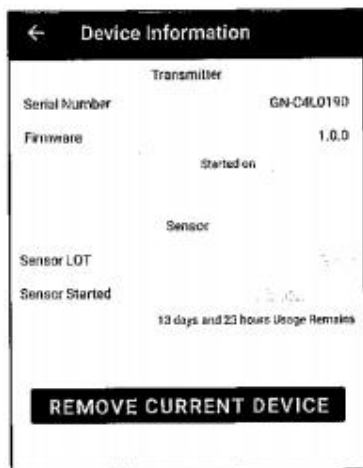 ← Device Information
Transmitter
Serial Number GN-C4L0190
Firmware 1.0.0
Started on
Sensor
Sensor LOT
Sensor Started
13 days and 23 hours Usage Remains
REMOVE CURRENT DEVICE